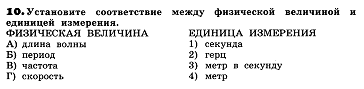 10. Установите соответствие между физической величиной и
единицей измерения.
ФИЗИЧЕСКАЯ ВЕЛИЧИНА ЕДИНИЦА ИЗМЕРЕНИЯ
А) длина волны 1) секунда
Б) период 2) герц
В) частота 3) метр в секунду
Г) скорость 4) метр